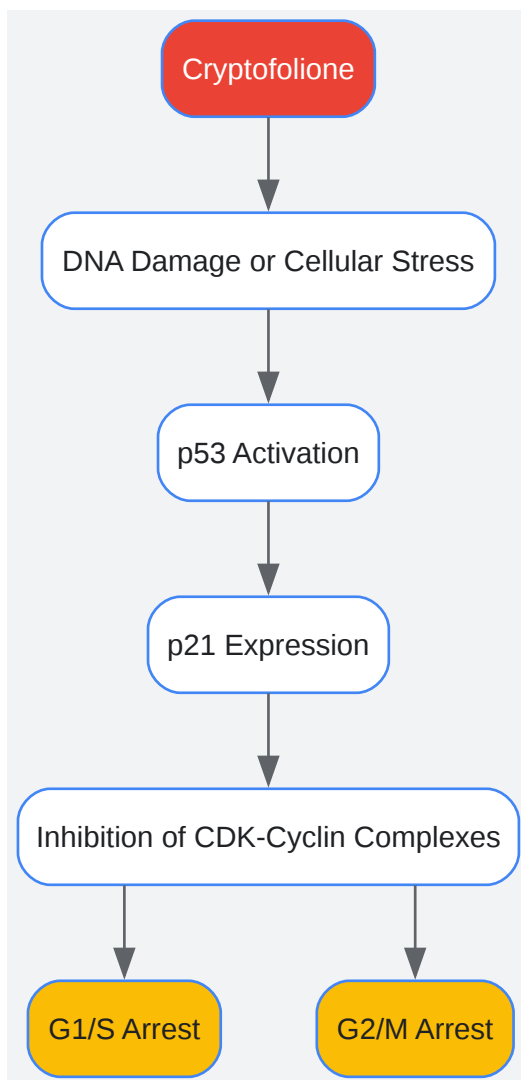 Cryptofolione
DNA Damage or Cellular Stress
p53 Activation
p21 Expression
Inhibition of CDK-Cyclin Complexes
G1/S Arrest
G2/M Arrest